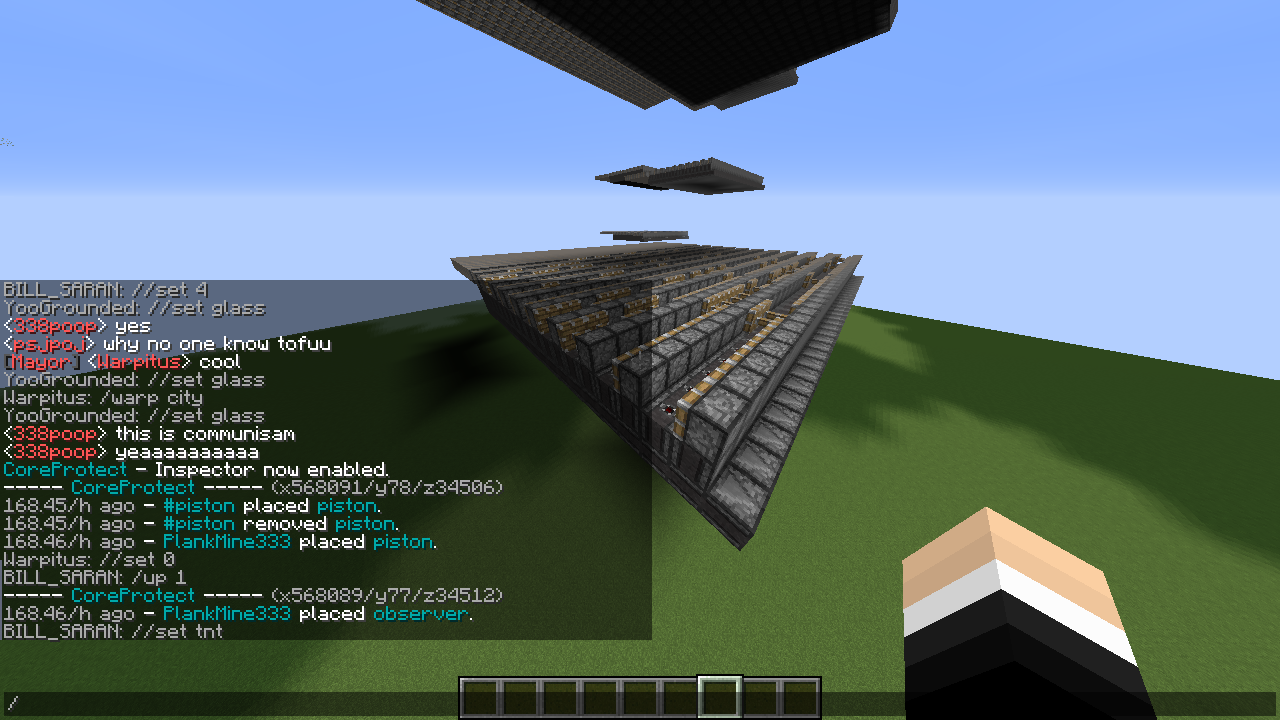 BILL_SARAN: //set 4
YooGrounded: //set glass
<338poop> yes
<psjpoj> why no one know tofuu
[Mayor] <Warpitus> cool
YooGrounded: //set glass
Warpitus: /warp city
YooGrounded: //set glass
<338poop> this is communisam
<338poop> yeaaaaaaaaaa
CoreProtect - Inspector now enabled.
----- CoreProtect ----- (x568091/y78/z34506)
168.45/h ago - #piston placed piston.
168.45/h ago - #piston removed piston.
168.46/h ago - PlankMine333 placed piston.
Warpitus: //set 0
BILL_SARAN: /up 1
----- CoreProtect ----- (x568089/y77/z34512)
168.46/h ago - PlankMine333 placed observer.
BILL_SARAN: //set tnt
/